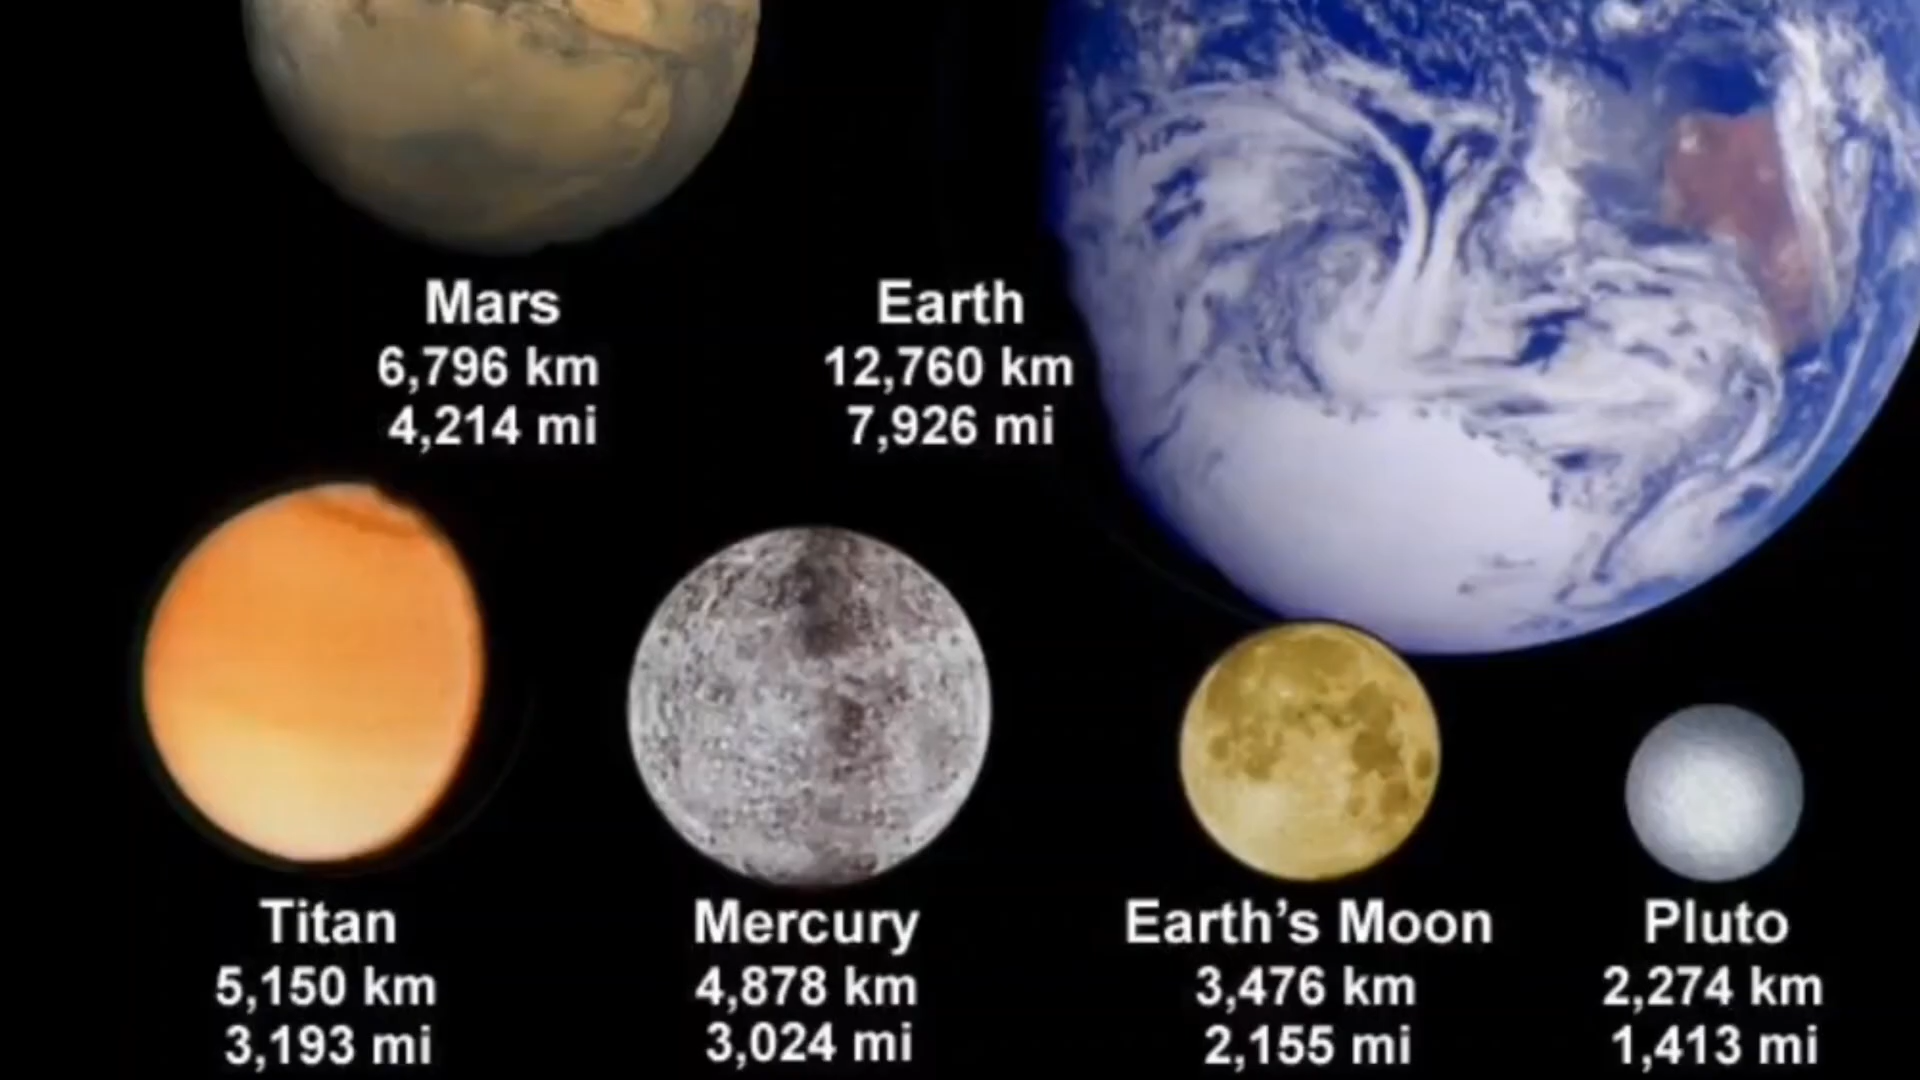 Mars
6,796 km
4,214 mi
Earth
12,760 km
7,926 mi
Titan
5,150 km
3,193 mi
Mercury
4,878 km
3,024 mi
Earth’s Moon
3,476 km
2,155 mi
Pluto
2,274 km
1,413 mi